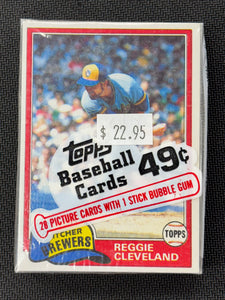 $ 22.95
TOPPS
Baseball
Cards 49¢
28 PICTURE CARDS WITH 1 STICK BUBBLE GUM
PITCHER
BREWERS
TOPPS
REGGIE
CLEVELAND